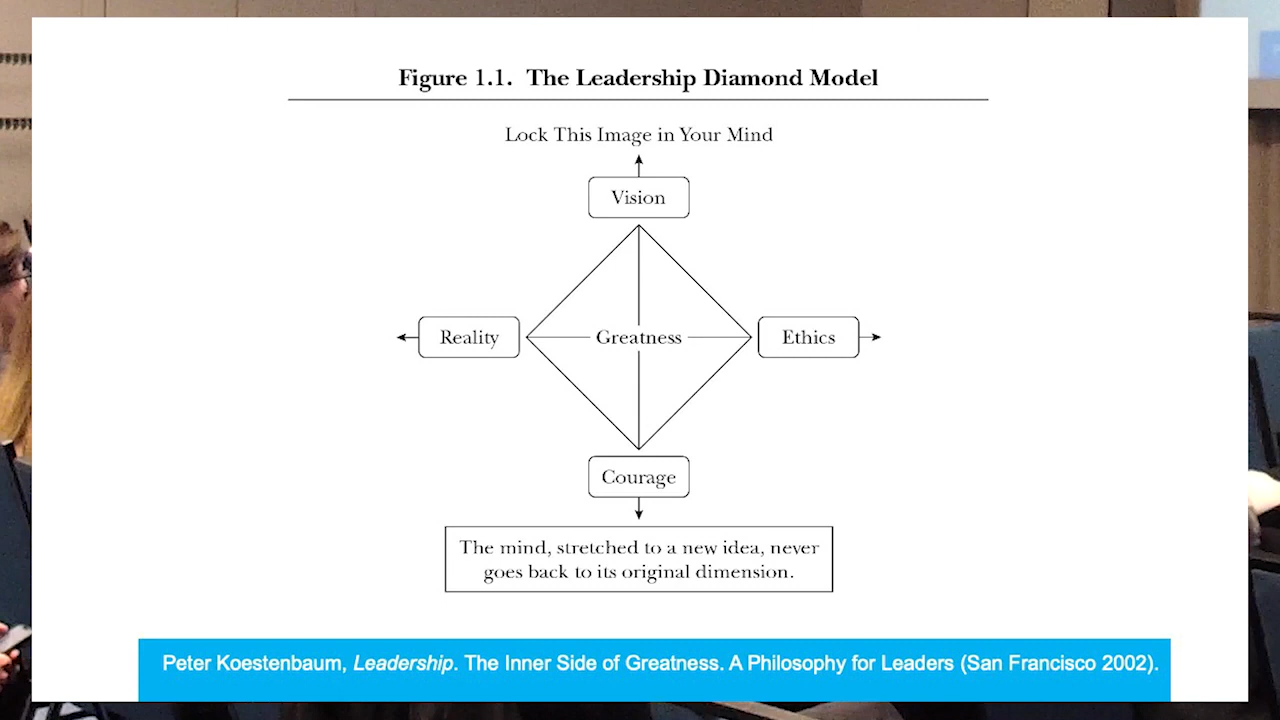 Figure 1.1. The Leadership Diamond Model
Lock This Image in Your Mind
Vision
Reality
Greatness
Ethics
Courage
The mind, stretched to a new idea, never
goes back to its original dimension.
Peter Koestenbaum, Leadership. The Inner Side of Greatness. A Philosophy for Leaders (San Francisco 2002).